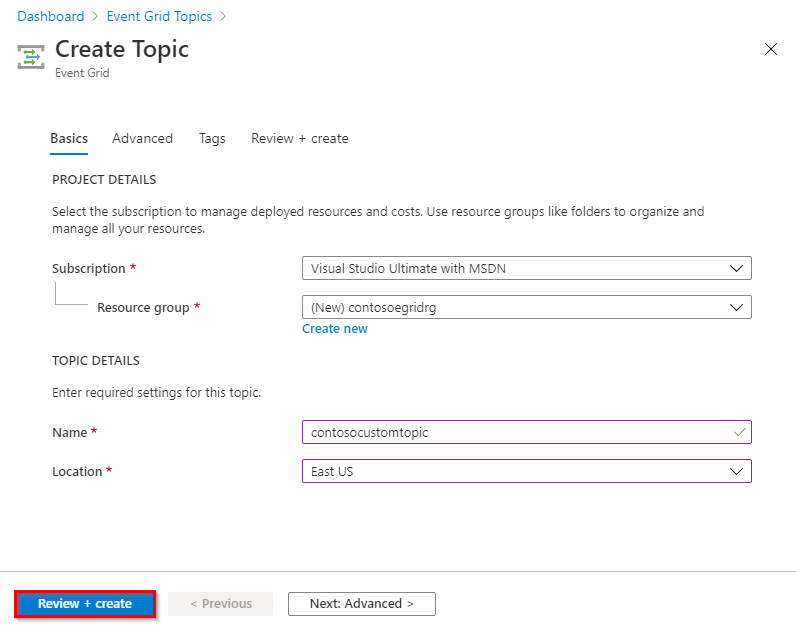 Dashboard > Event Grid Topics >
Create Topic
Event Grid
Basics Advanced Tags Review + create
PROJECT DETAILS
Select the subscription to manage deployed resources and costs. Use resource groups like folders to organize and
manage all your resources.
Subscription * Visual Studio Ultimate with MSDN
Resource group * (New) contosoegridrg
Create new
TOPIC DETAILS
Enter required settings for this topic.
Name * contosocustomtopic
Location * East US
Review + create < Previous Next: Advanced >